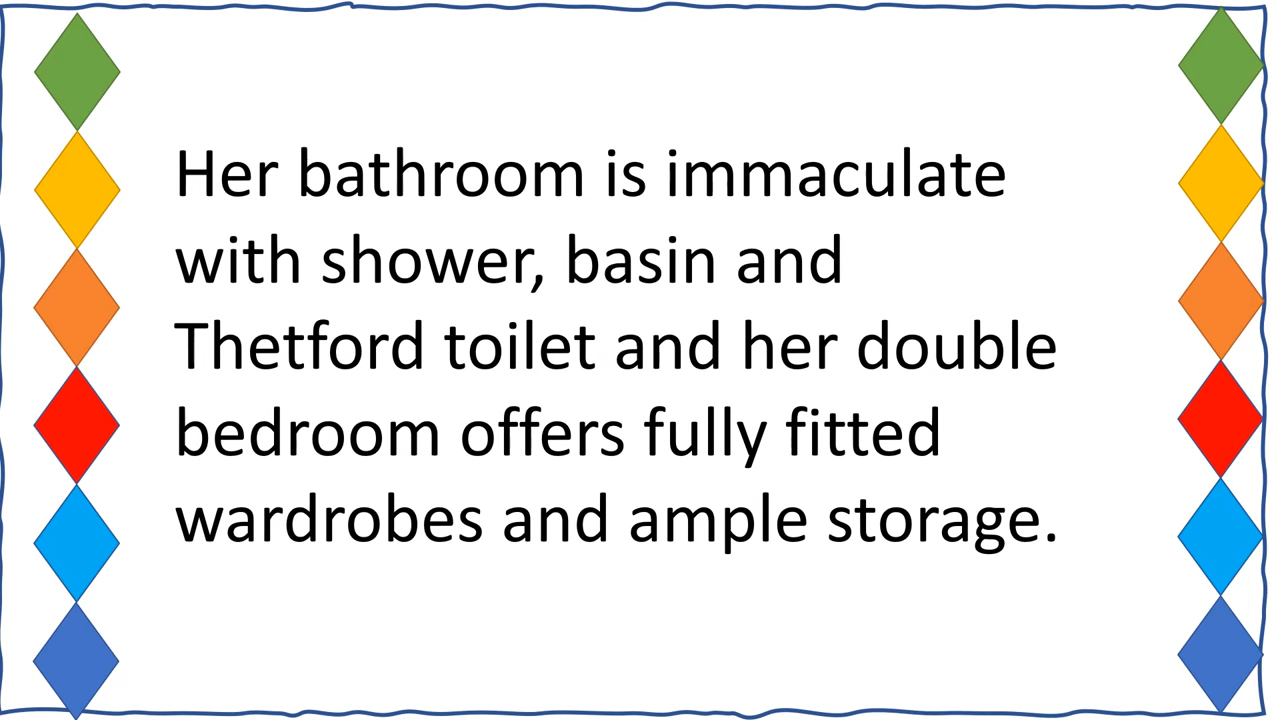 Her bathroom is immaculate
with shower, basin and
Thetford toilet and her double
bedroom offers fully fitted
wardrobes and ample storage.